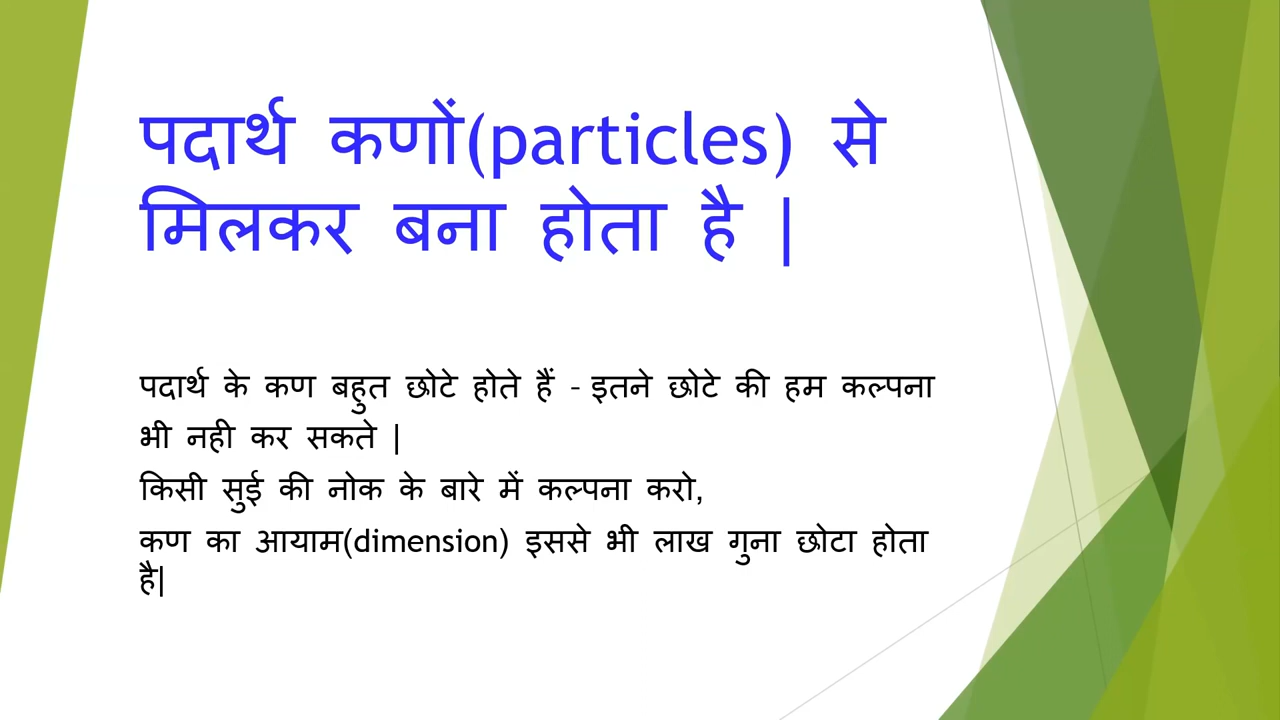 पदार्थ कणों(particles) से
मिलकर बना होता है |
पदार्थ के कण बहुत छोटे होते हैं - इतने छोटे की हम कल्पना
भी नही कर सकते |
किसी सुई की नोक के बारे में कल्पना करो,
कण का आयाम(dimension) इससे भी लाख गुना छोटा होता
है|